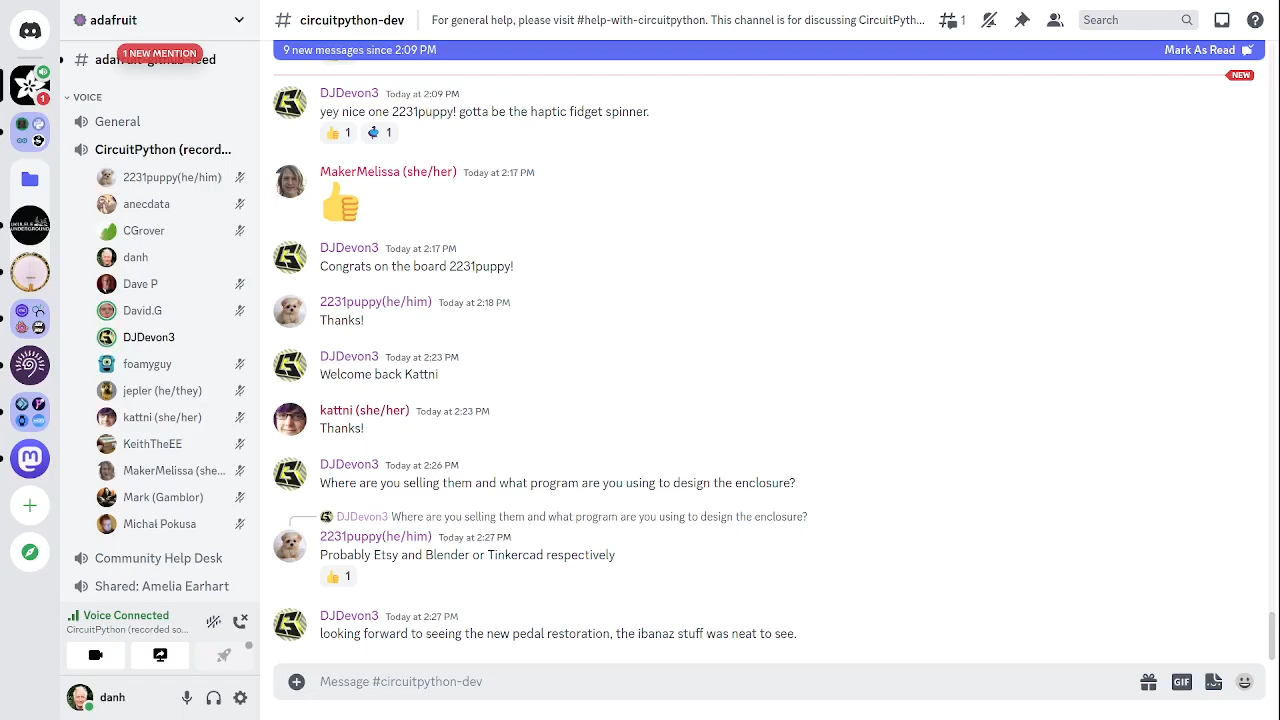 adafruit
circuitpython-dev
For general help, please visit #help-with-circuitpython. This channel is for discussing CircuitPyth...
1
Search
1 NEW MENTION
1
VOICE
General
CircuitPython (record...
2231puppy(he/him)
anecdata
CGrover
danh
Dave P
David.G
DJDevon3
foamyguy
jepler (he/they)
kattni (she/her)
KeithTheEE
MakerMelissa (she...
Mark (Gamblor)
Michał Pokusa
Community Help Desk
Shared: Amelia Earhart
Voice Connected
CircuitPython (recorded so...
danh
UKULELE
UNDERGROUND
9 new messages since 2:09 PM
Mark As Read
NEW
DJDevon3 Today at 2:09 PM
yey nice one 2231puppy! gotta be the haptic fidget spinner.
1 1
MakerMelissa (she/her) Today at 2:17 PM
DJDevon3 Today at 2:17 PM
Congrats on the board 2231puppy!
2231puppy(he/him) Today at 2:18 PM
Thanks!
DJDevon3 Today at 2:23 PM
Welcome back Kattni
kattni (she/her) Today at 2:23 PM
Thanks!
DJDevon3 Today at 2:26 PM
Where are you selling them and what program are you using to design the enclosure?
DJDevon3 Where are you selling them and what program are you using to design the enclosure?
2231puppy(he/him) Today at 2:27 PM
Probably Etsy and Blender or Tinkercad respectively
1
DJDevon3 Today at 2:27 PM
looking forward to seeing the new pedal restoration, the ibanaz stuff was neat to see.
Message #circuitpython-dev
GIF